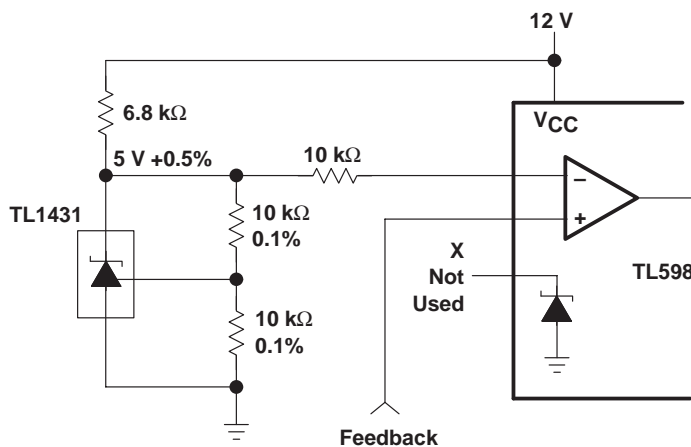 12 V
6.8 kΩ
VCC
5 V +0.5%
10 kΩ
−
TL1431
10 kΩ
0.1%
+
X
Not
Used
TL598
10 kΩ
0.1%
Feedback